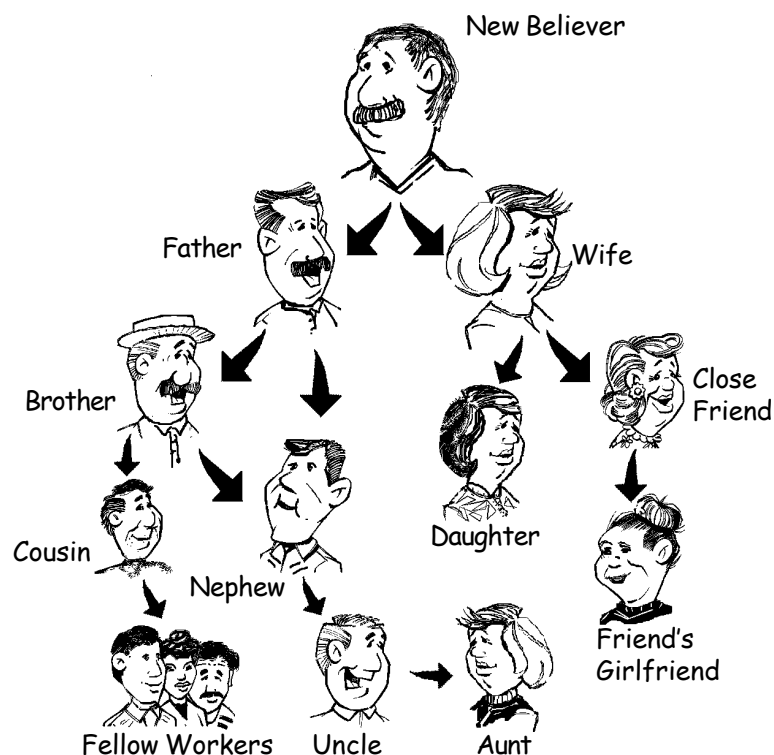 New Believer
Father
Wife
Brother
Close
Friend
Daughter
Cousin
Nephew
Friend's
Girlfriend
Fellow Workers
Uncle
Aunt